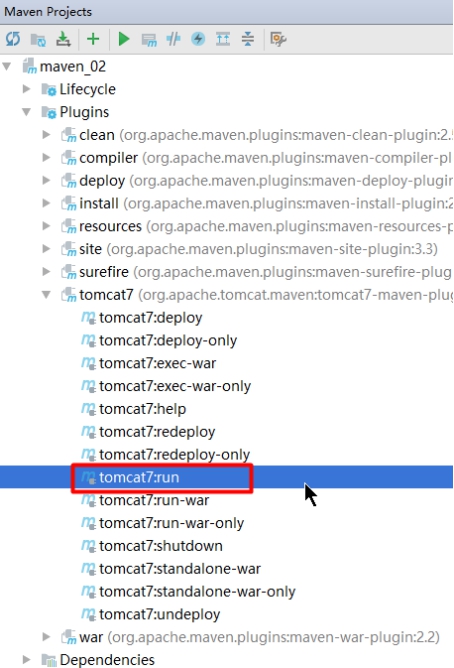 Maven Projects
maven_02
Lifecycle
Plugins
clean (org.apache.maven.plugins:maven-clean-plugin:2.5
compiler (org.apache.maven.plugins:maven-compiler-pl
deploy (org.apache.maven.plugins:maven-deploy-plugin
install (org.apache.maven.plugins:maven-install-plugin:2
resources (org.apache.maven.plugins:maven-resources-p
site (org.apache.maven.plugins:maven-site-plugin:3.3)
surefire (org.apache.maven.plugins:maven-surefire-plug
tomcat7 (org.apache.tomcat.maven:tomcat7-maven-plug
tomcat7:deploy
tomcat7:deploy-only
tomcat7:exec-war
tomcat7:exec-war-only
tomcat7:help
tomcat7:redeploy
tomcat7:redeploy-only
tomcat7:run
tomcat7:run-war
tomcat7:run-war-only
tomcat7:shutdown
tomcat7:standalone-war
tomcat7:standalone-war-only
tomcat7:undeploy
war (org.apache.maven.plugins:maven-war-plugin:2.2)
Dependencies